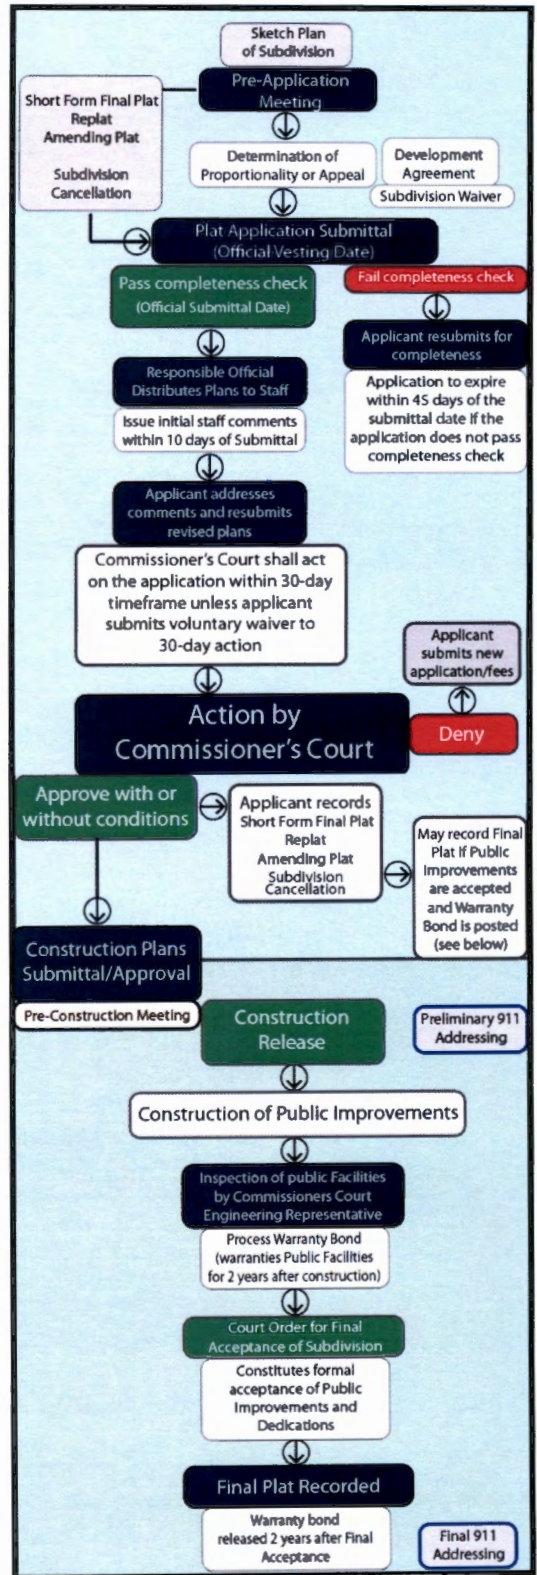 Sketch Plan
of Subdivision
Pre-Application
Meeting
Short Form Final Plat
Replat
Amending Plat
Subdivision
Cancellation
Determination of
Proportionality or Appeal
Development
Agreement
Subdivision Waiver
Plat Application Submittal
(Official Vesting Date)
Pass completeness check
(Official Submittal Date)
Fail completeness check
Responsible Official
Distributes Plans to Staff
Issue initial staff comments
within 10 days of Submittal
Applicant resubmits for
completeness
Application to expire
within 45 days of the
submittal date if the
application does not pass
completeness check
Applicant addresses
comments and resubmits
revised plans
Commissioner's Court shall act
on the application within 30-day
timeframe unless applicant
submits voluntary waiver to
30-day action
Applicant
submits new
application/fees
Action by
Commissioner's Court
Deny
Approve with or
without conditions
Applicant records
Short Form Final Plat
Replat
Amending Plat
Subdivision
Cancellation
May record Final
Plat if Public
Improvements
are accepted
and Warranty
Bond is posted
(see below)
Construction Plans
Submittal/Approval
Pre-Construction Meeting
Construction
Release
Preliminary 911
Addressing
Construction of Public Improvements
Inspection of public Facilities
by Commissioners Court
Engineering Representative
Process Warranty Bond
(warranties Public Facilities
for 2 years after construction)
Court Order for Final
Acceptance of Subdivision
Constitutes formal
acceptance of Public
Improvements and
Dedications
Final Plat Recorded
Warranty bond
released 2 years after Final
Acceptance
Final 911
Addressing